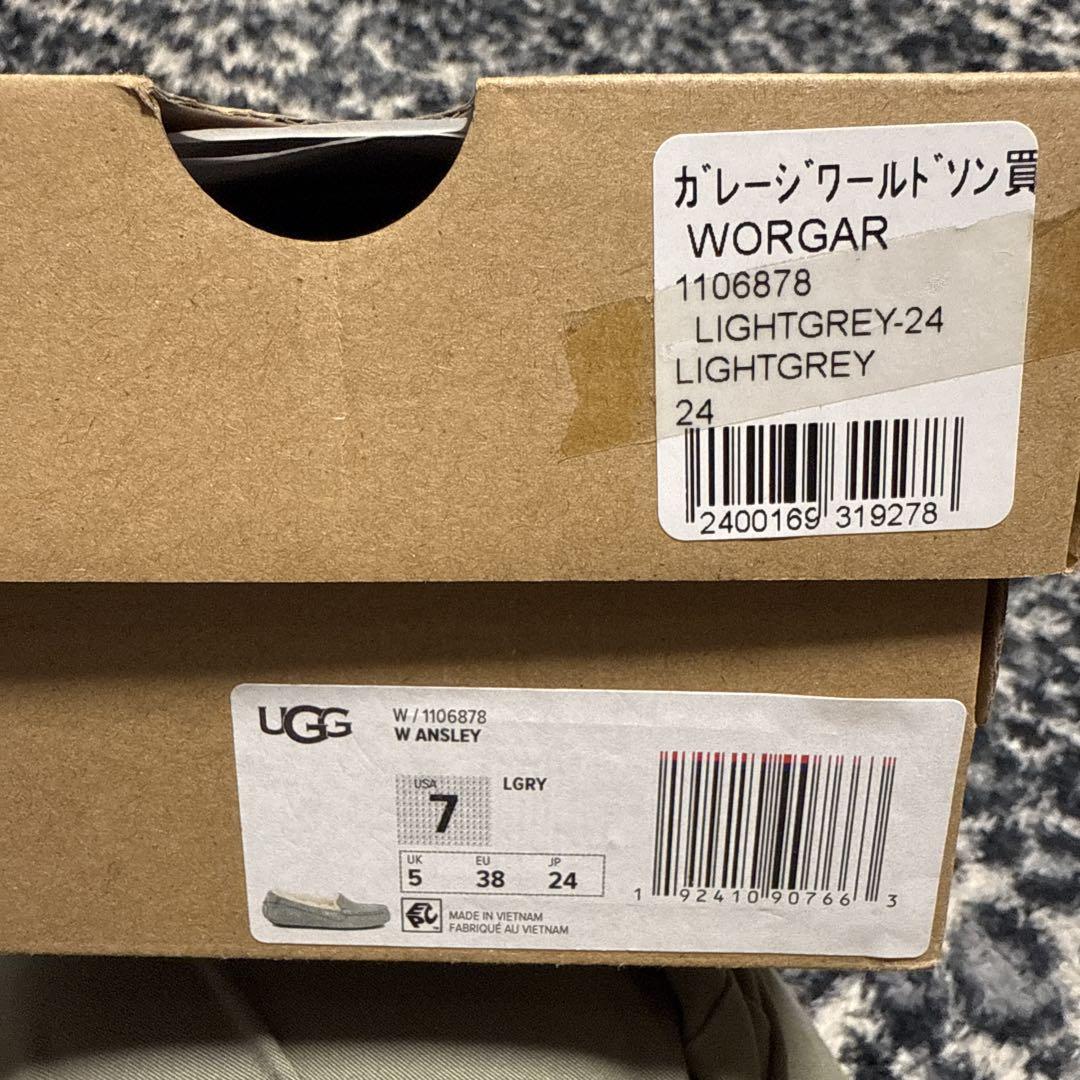 ガレージワールドソン買
WORGAR
1106878
LIGHTGREY-24
LIGHTGREY
24
2400169 319278
UGG
W / 1106878
W ANSLEY
USA
7
LGRY
UK EU JP
5 38 24
MADE IN VIETNAM
FABRIQUÉ AU VIETNAM
1 92410 90766 3